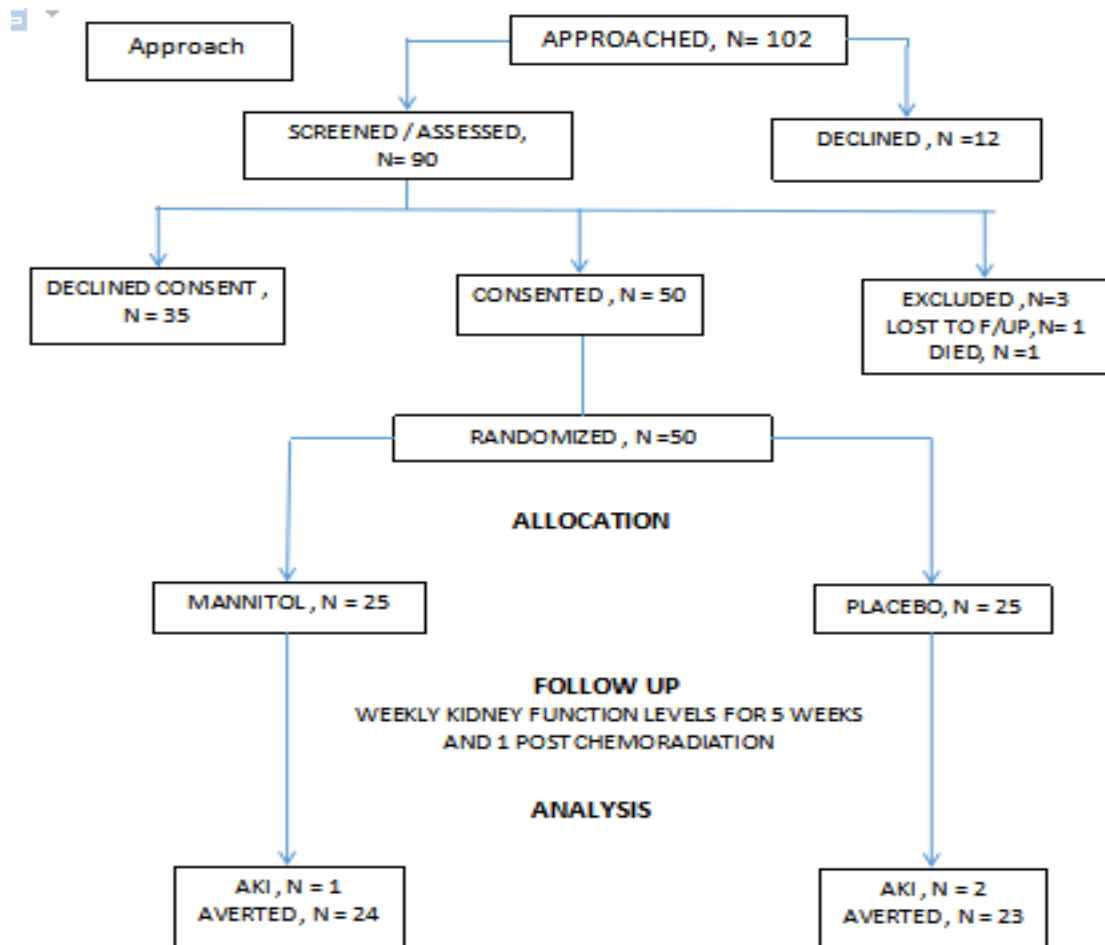 Approach
APPROACHED, N= 102
SCREENED / ASSESSED,
N= 90
DECLINED , N =12
DECLINED CONSENT ,
N = 35
CONSENTED , N = 50
EXCLUDED ,N=3
LOST TO F/UP, N= 1
DIED, N =1
RANDOMIZED , N =50
ALLOCATION
MANNITOL , N = 25
PLACEBO, N = 25
FOLLOW UP
WEEKLY KIDNEY FUNCTION LEVELS FOR 5 WEEKS
AND 1 POST CHEMORADIATION
ANALYSIS
AKI , N = 1
AVERTED , N = 24
AKI , N = 2
AVERTED , N = 23